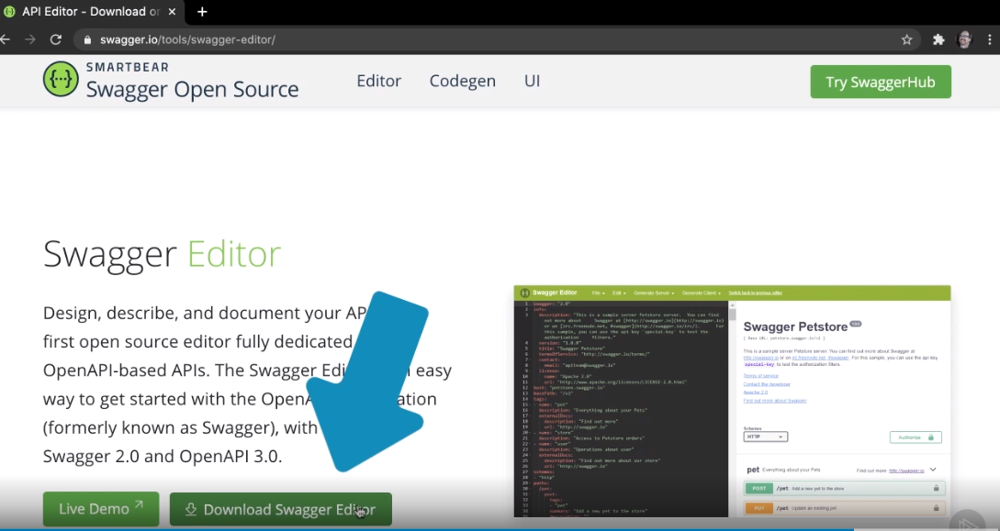 API Editor - Download or
swagger.io/tools/swagger-editor/
SMARTBEAR
Swagger Open Source
Editor
Codegen
UI
Try SwaggerHub
Swagger Editor
Design, describe, and document your AP
first open source editor fully dedicated
OpenAPI-based APIs. The Swagger Edi easy
way to get started with the OpenA ation
(formerly known as Swagger), with
Swagger 2.0 and OpenAPI 3.0.
Live Demo
Download Swagger Editor
Swagger Editor
File
Edit
Generate Server
Generate Client
Switch back to previous editor
swagger: "2.0"
info:
description: "This is a sample server Petstore server. You can find
out more about Swagger at [http://swagger.io](http://swagger.io)
or on [irc.freenode.net, #swagger](http://swagger.io/irc/). For
this sample, you can use the api key `special-key` to test the
authorization filters."
version: "1.0.0"
title: "Swagger Petstore"
termsOfService: "http://swagger.io/terms/"
contact:
email: "apiteam@swagger.io"
license:
name: "Apache 2.0"
url: "http://www.apache.org/licenses/LICENSE-2.0.html"
host: "petstore.swagger.io"
basePath: "/v2"
tags:
- name: "pet"
description: "Everything about your Pets"
externalDocs:
description: "Find out more"
url: "http://swagger.io"
- name: "store"
description: "Access to Petstore orders"
- name: "user"
description: "Operations about user"
externalDocs:
description: "Find out more about our store"
url: "http://swagger.io"
schemes:
- "http"
paths:
/pet:
post:
tags:
- "pet"
summary: "Add a new pet to the store"
Swagger Petstore
[ Base URL: petstore.swagger.io/v2 ]
This is a sample server Petstore server. You can find out more about Swagger at
http://swagger.io or on irc.freenode.net, #swagger. For this sample, you can use the api key
special-key to test the authorization filters.
Terms of service
Contact the developer
Apache 2.0
Find out more about Swagger
Schemes
HTTP
Authorize
pet Everything about your Pets
Find out more: http://swagger.io
POST /pet Add a new pet to the store
PUT /pet Update an existing pet